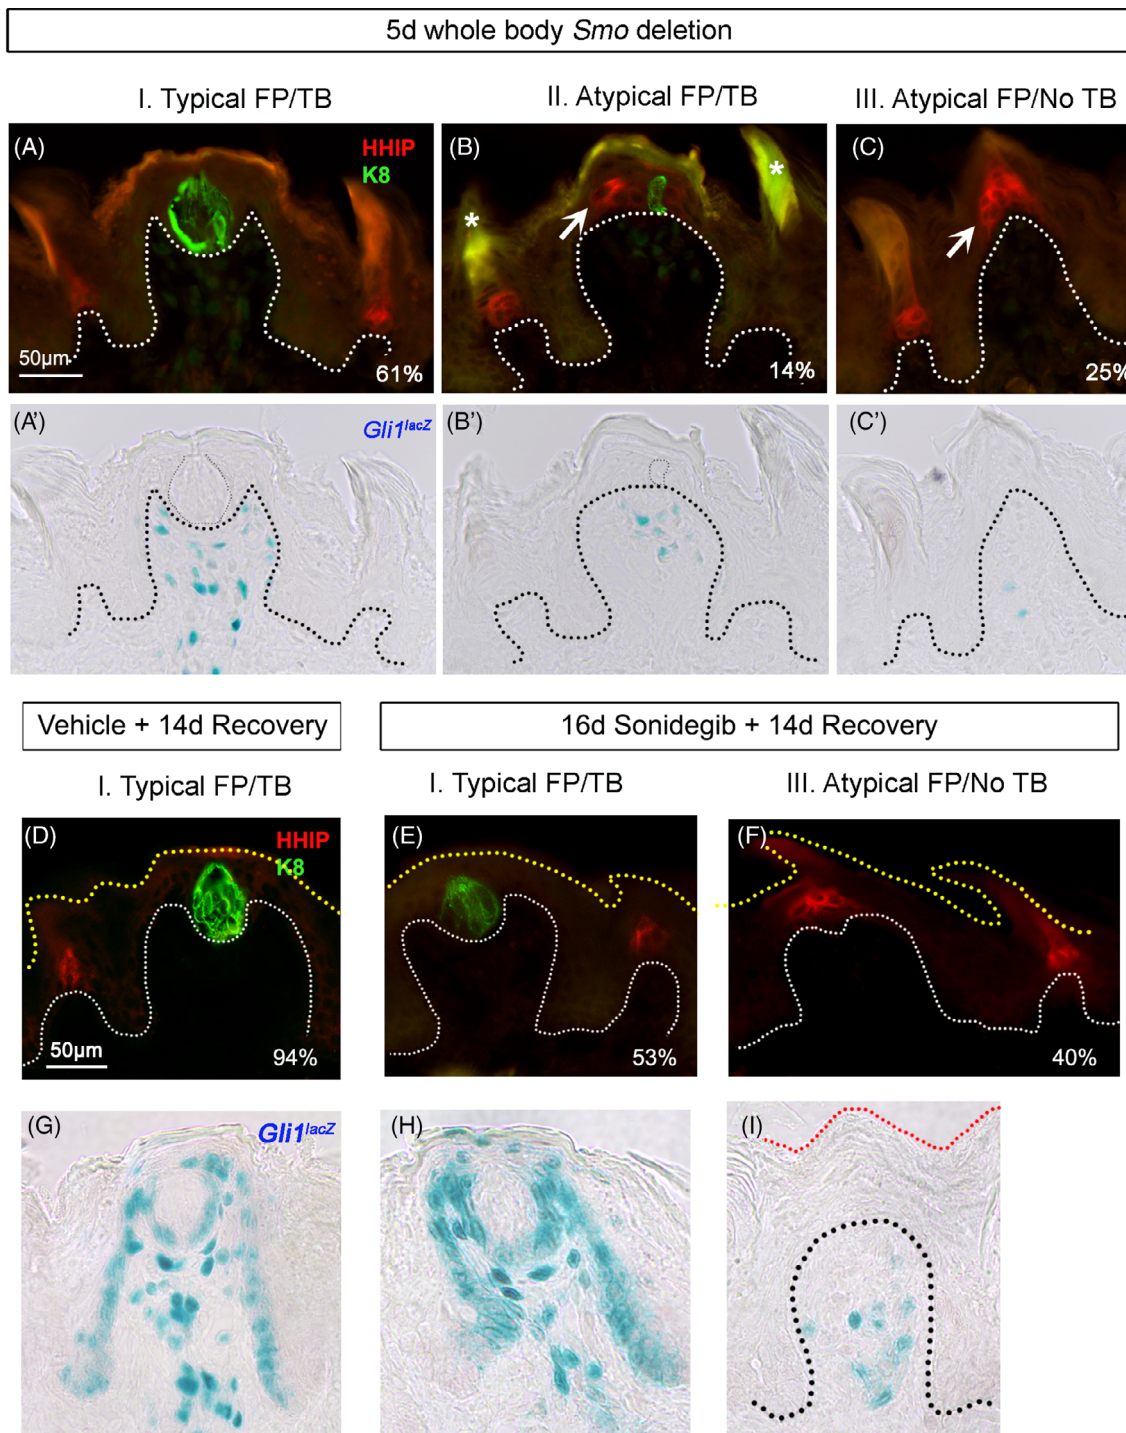 5d whole body Smo deletion
I. Typical FP/TB
II. Atypical FP/TB
III. Atypical FP/No TB
(A)
HHIP
K8
50µm
61%
(B)
*
*
14%
(C)
25%
(A')
Gli1lacZ
(B')
(C')
Vehicle + 14d Recovery
16d Sonidegib + 14d Recovery
I. Typical FP/TB
I. Typical FP/TB
III. Atypical FP/No TB
(D)
HHIP
K8
50µm
94%
(E)
53%
(F)
40%
(G)
Gli1lacZ
(H)
(I)